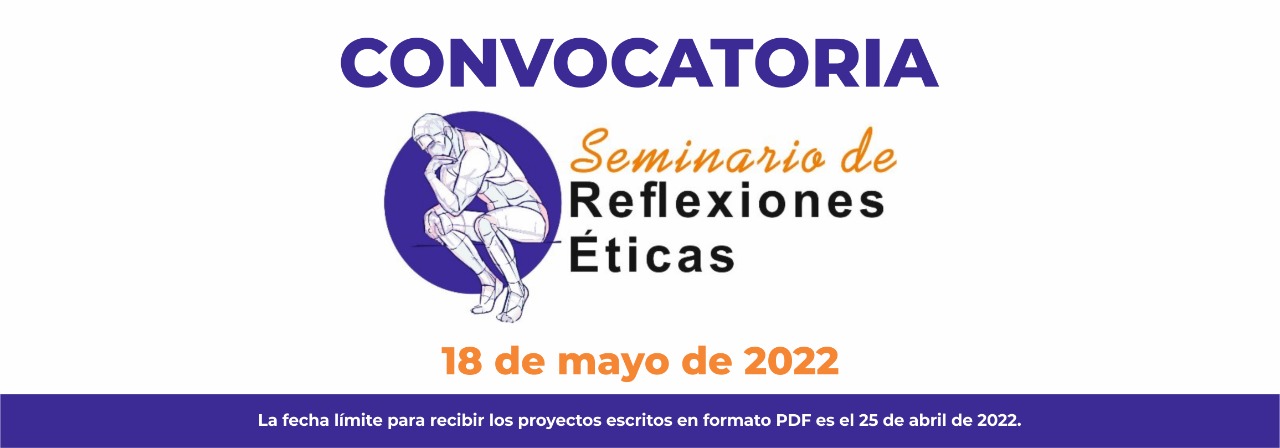 CONVOCATORIA
Seminario de
Reflexiones
Éticas
18 de mayo de 2022
La fecha límite para recibir los proyectos escritos en formato PDF es el 25 de abril de 2022.